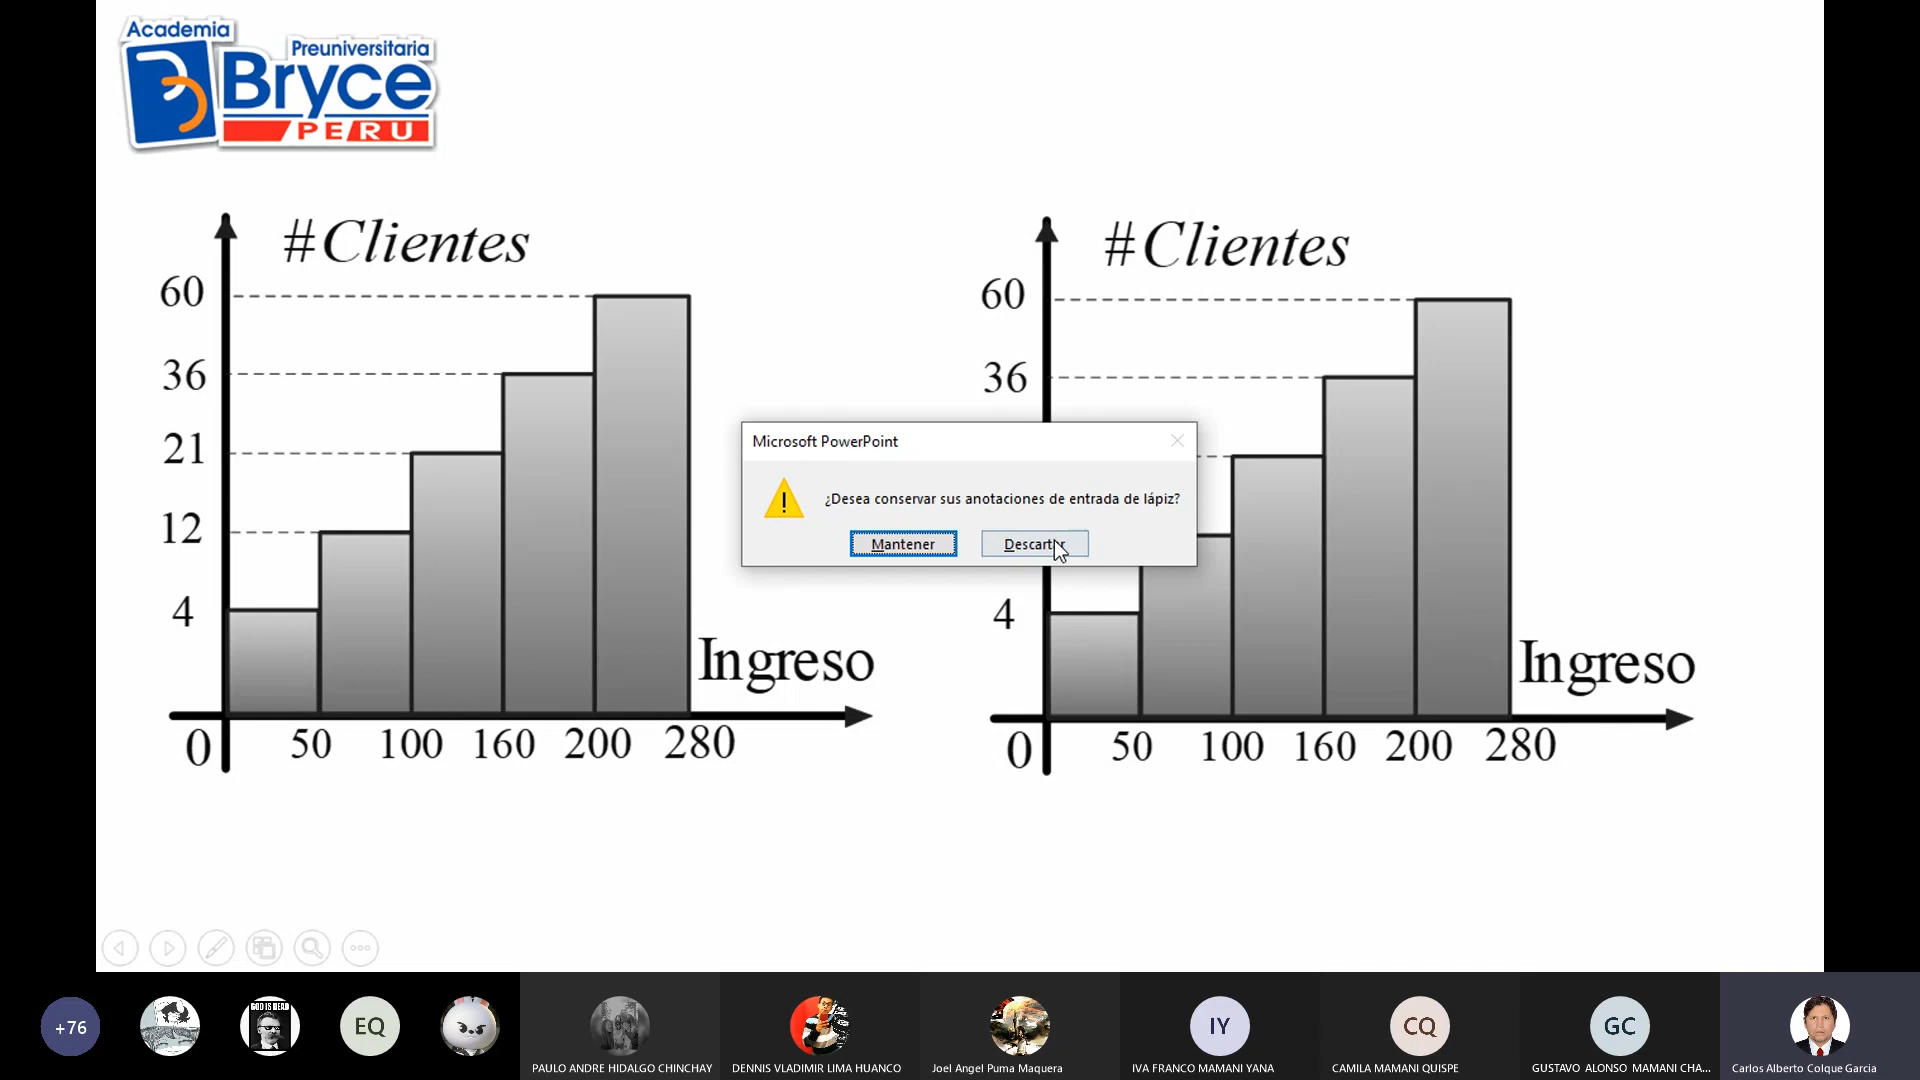 Academia
Preuniversitaria
Bryce
PERU
#Clientes
60
36
21
12
4
Ingreso
0
50
100
160
200
280
#Clientes
60
36
4
Ingreso
0
50
100
160
200
280
Microsoft PowerPoint
¿Desea conservar sus anotaciones de entrada de lápiz?
Mantener
Descartar
+76
GOD IS DEAD
EQ
IY
CQ
GC
PAULO ANDRE HIDALGO CHINCHAY
DENNIS VLADIMIR LIMA HUANCO
Joel Angel Puma Maquera
IVA FRANCO MAMANI YANA
CAMILA MAMANI QUISPE
GUSTAVO ALONSO MAMANI CHA...
Carlos Alberto Colque Garcia